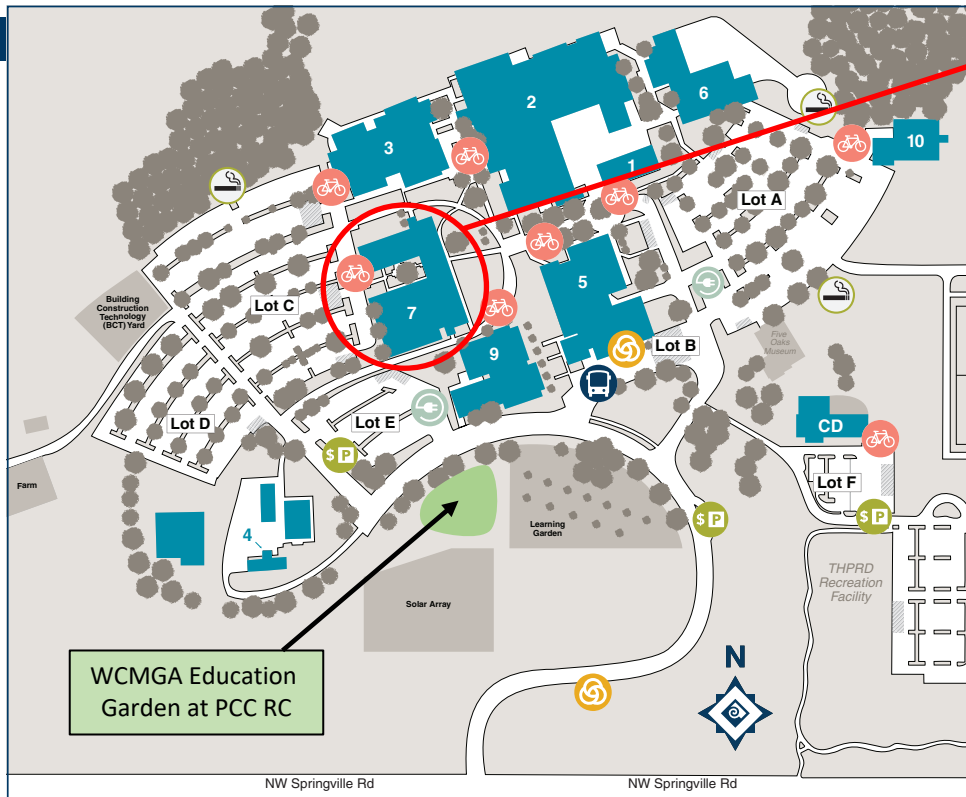 2
6
3
10
1
Lot A
5
Building
Construction
Technology
(BCT) Yard
Lot C
7
Five
Oaks
Museum
Lot B
9
Lot D
Lot E
CD
$ P
Lot F
Farm
$ P
$ P
4
Learning
Garden
THPRD
Recreation
Facility
Solar Array
WCMGA Education
Garden at PCC RC
N
NW Springville Rd
NW Springville Rd